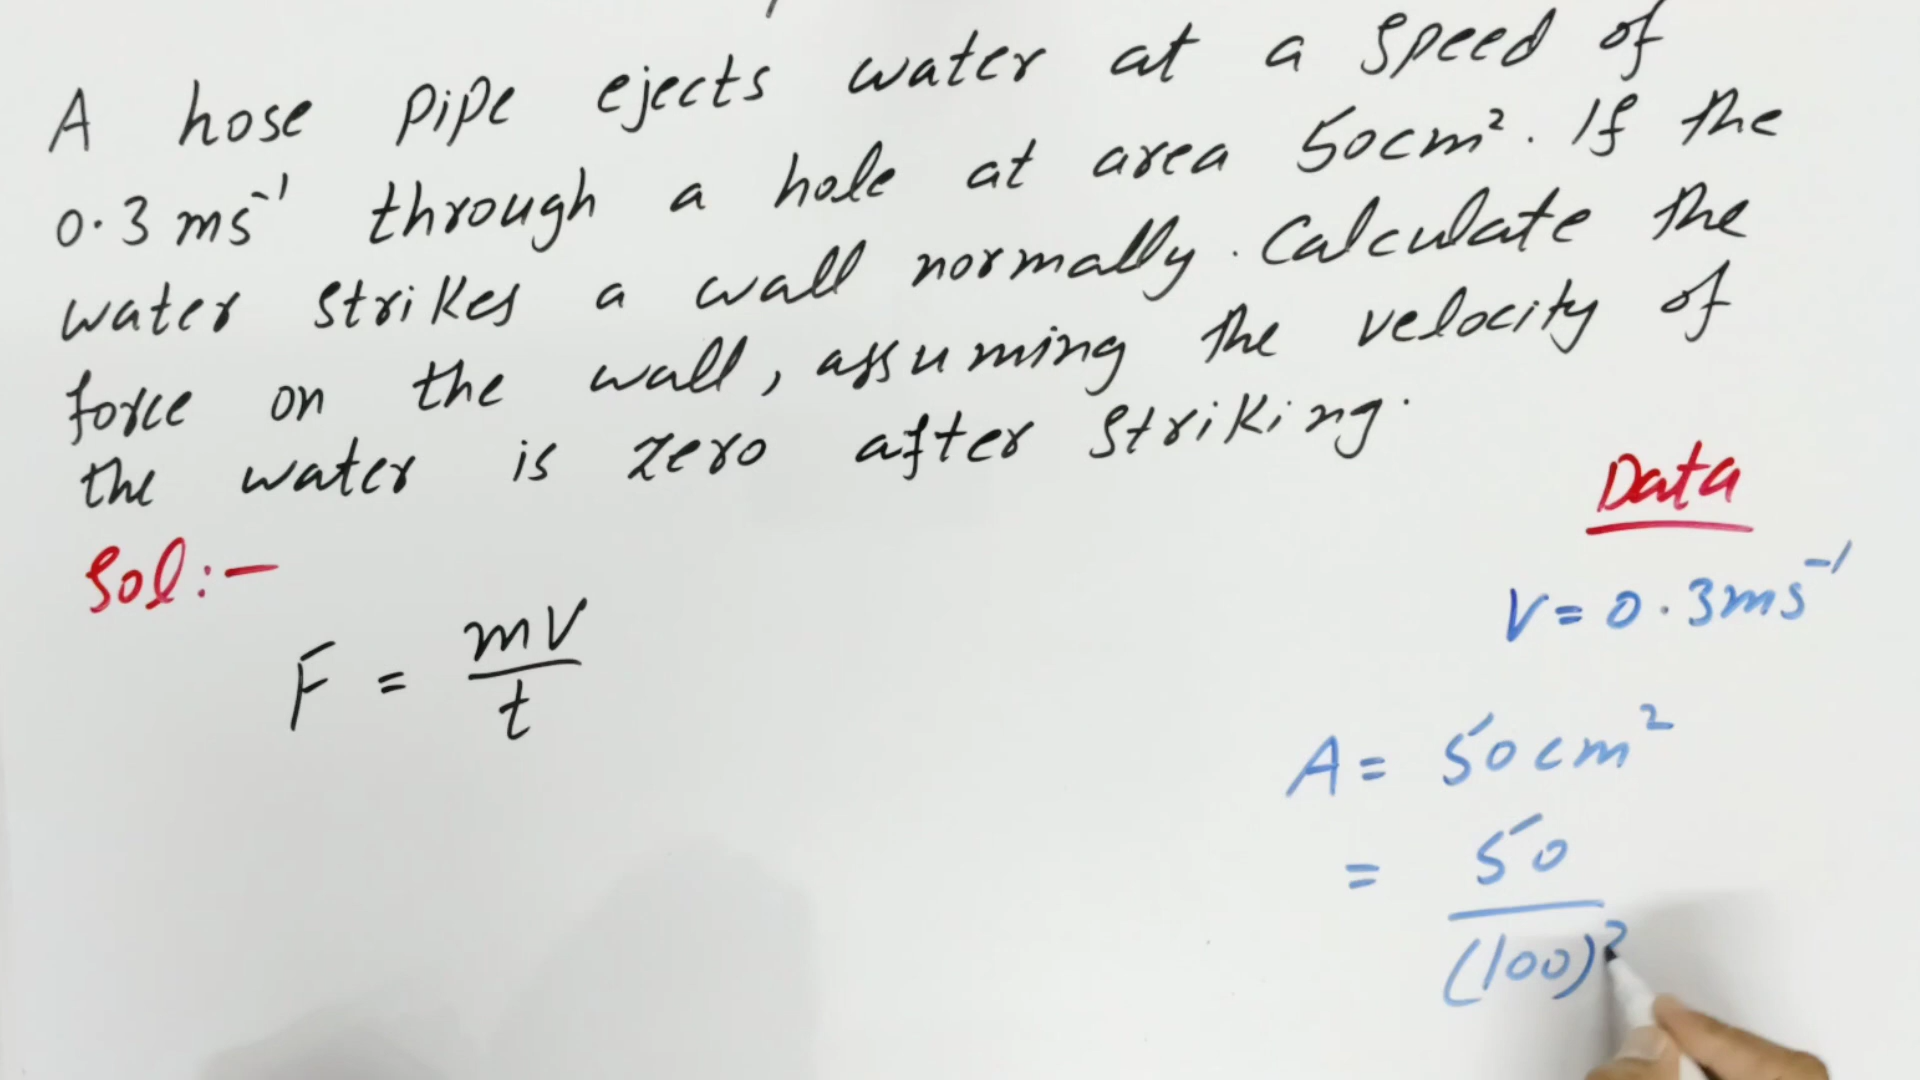 A hose pipe ejects water at a speed of
0.3 ms⁻¹ through a hole at area 50cm². If the
water strikes a wall normally. Calculate the
force on the wall, assuming the velocity of
the water is zero after striking.
Data
Sol:-
V = 0.3ms⁻¹
F = mV/t
A = 50cm²
= 50/(100)²